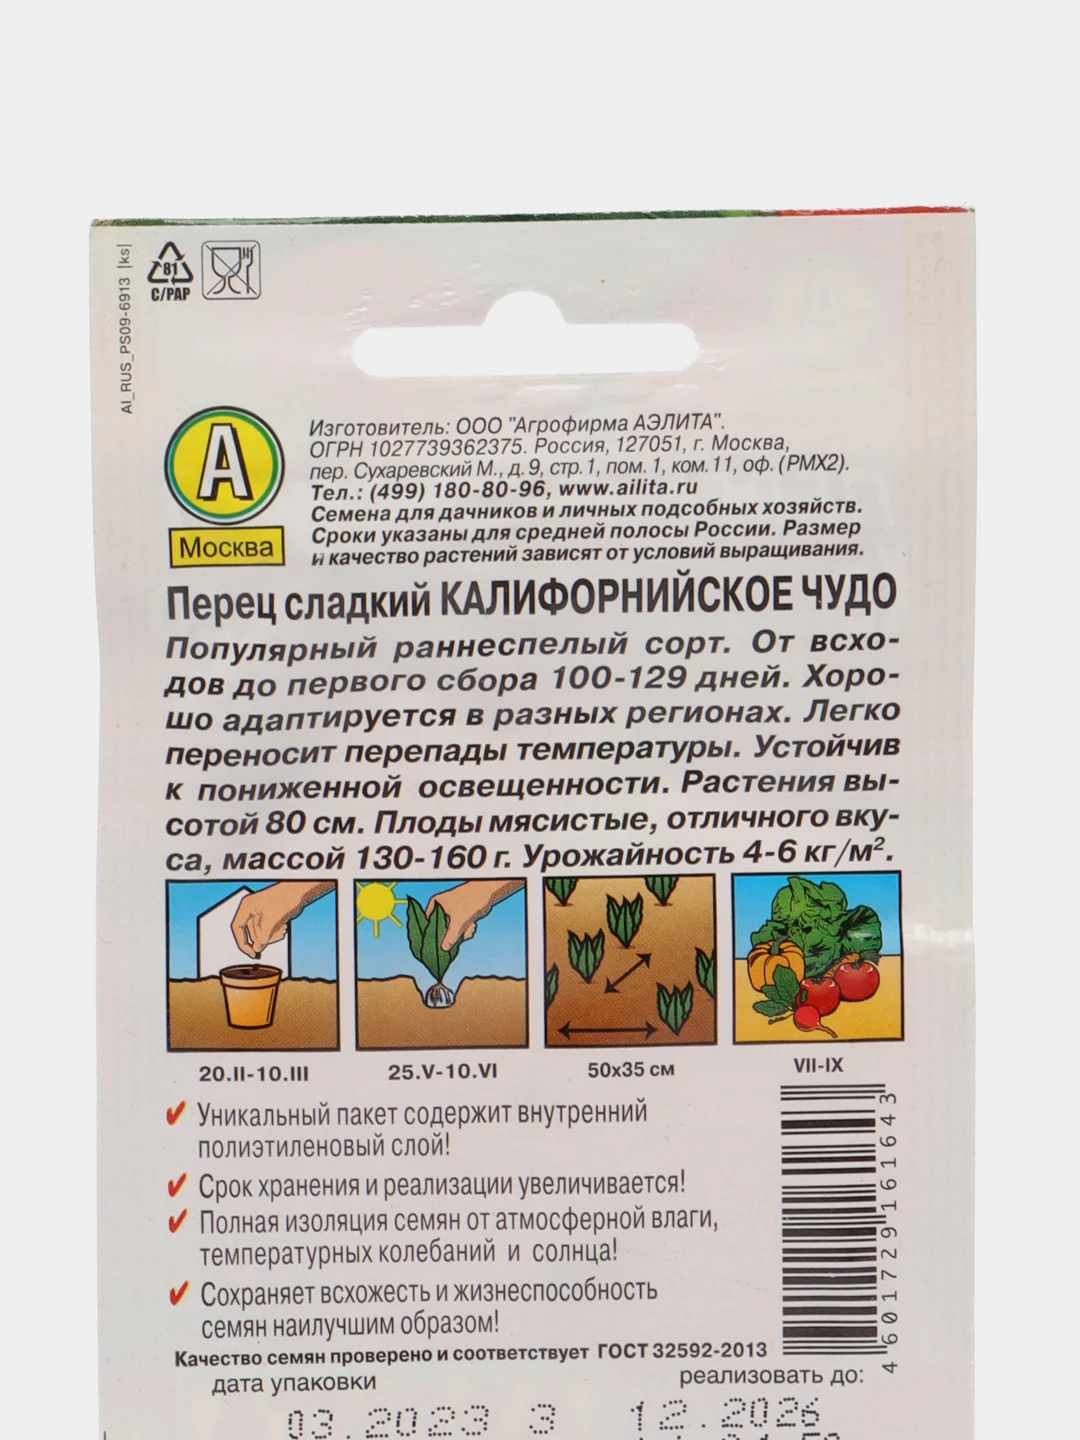 AI_RUS_PS09-6913 |ks|
81
C/PAP
A
Москва
Изготовитель: ООО "Агрофирма АЭЛИТА".
ОГРН 1027739362375. Россия, 127051, г. Москва,
пер. Сухаревский М., д. 9, стр. 1, пом. 1, ком. 11, оф. (РМХ2).
Тел.: (499) 180-80-96, www.ailita.ru
Семена для дачников и личных подсобных хозяйств.
Сроки указаны для средней полосы России. Размер
и качество растений зависят от условий выращивания.
Перец сладкий КАЛИФОРНИЙСКОЕ ЧУДО
Популярный раннеспелый сорт. От всхо-
дов до первого сбора 100-129 дней. Хоро-
шо адаптируется в разных регионах. Легко
переносит перепады температуры. Устойчив
к пониженной освещенности. Растения вы-
сотой 80 см. Плоды мясистые, отличного вку-
са, массой 130-160 г. Урожайность 4-6 кг/м².
20.II-10.III
25.V-10.VI
50х35 см
VII-IX
Уникальный пакет содержит внутренний
полиэтиленовый слой!
Срок хранения и реализации увеличивается!
Полная изоляция семян от атмосферной влаги,
температурных колебаний и солнца!
Сохраняет всхожесть и жизнеспособность
семян наилучшим образом!
4601729161643
Качество семян проверено и соответствует ГОСТ 32592-2013
дата упаковки
реализовать до:
03.2023 3
12.2026